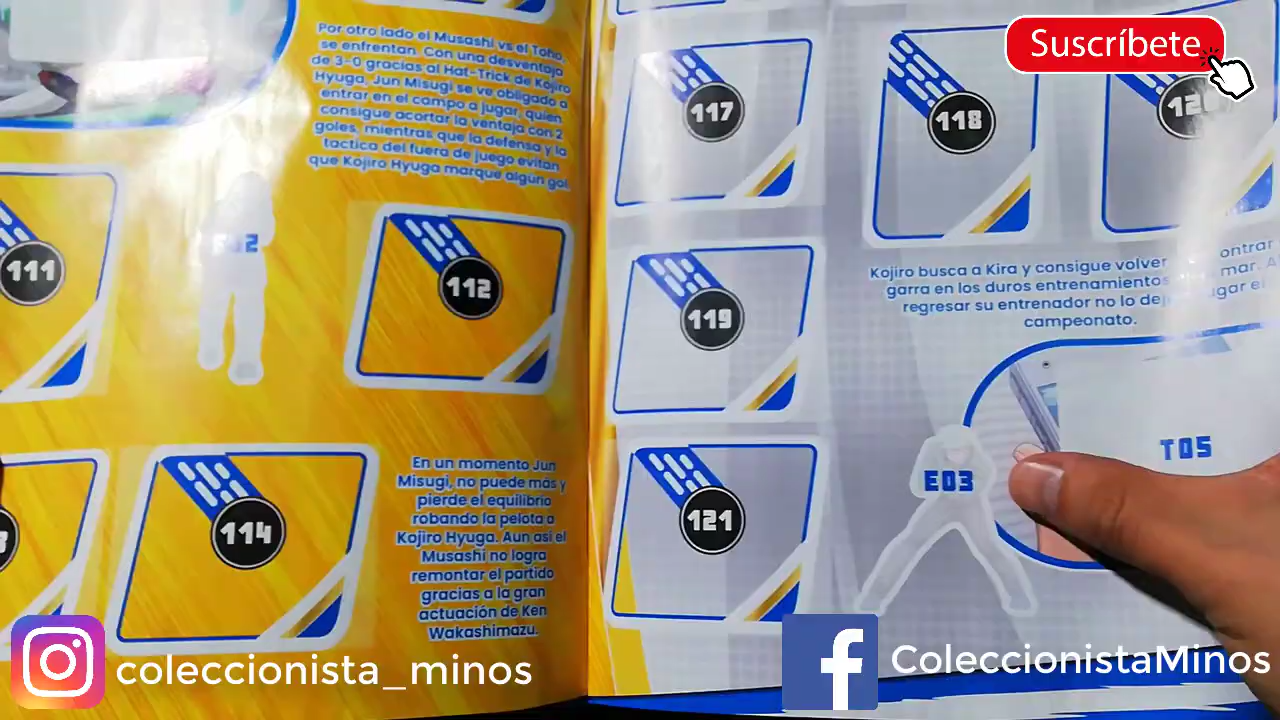 Por otro lado el Musashi vs el Toho,
se enfrentan. Con una desventaja
de 3-0 gracias al Hat-Trick de Kojiro
Hyuga, Jun Misugi se ve obligado a
entrar en el campo a jugar, quien
consigue acortar la ventaja con 2
goles, mientras que la defensa y la
tactica del fuera de juego evitan
que Kojiro Hyuga marque algún gol.
111
112
114
En un momento Jun
Misugi, no puede más y
pierde el equilibrio
robando la pelota a
Kojiro Hyuga. Aun así el
Musashi no logra
remontar el partido
gracias a la gran
actuación de Ken
Wakashimazu.
117
118
119
121
Kojiro busca a Kira y consigue volver
garra en los duros entrenamientos mar.
regresar su entrenador no lo el
campeonato.
E03
T05
Suscríbete
coleccionista_minos
ColeccionistaMinos